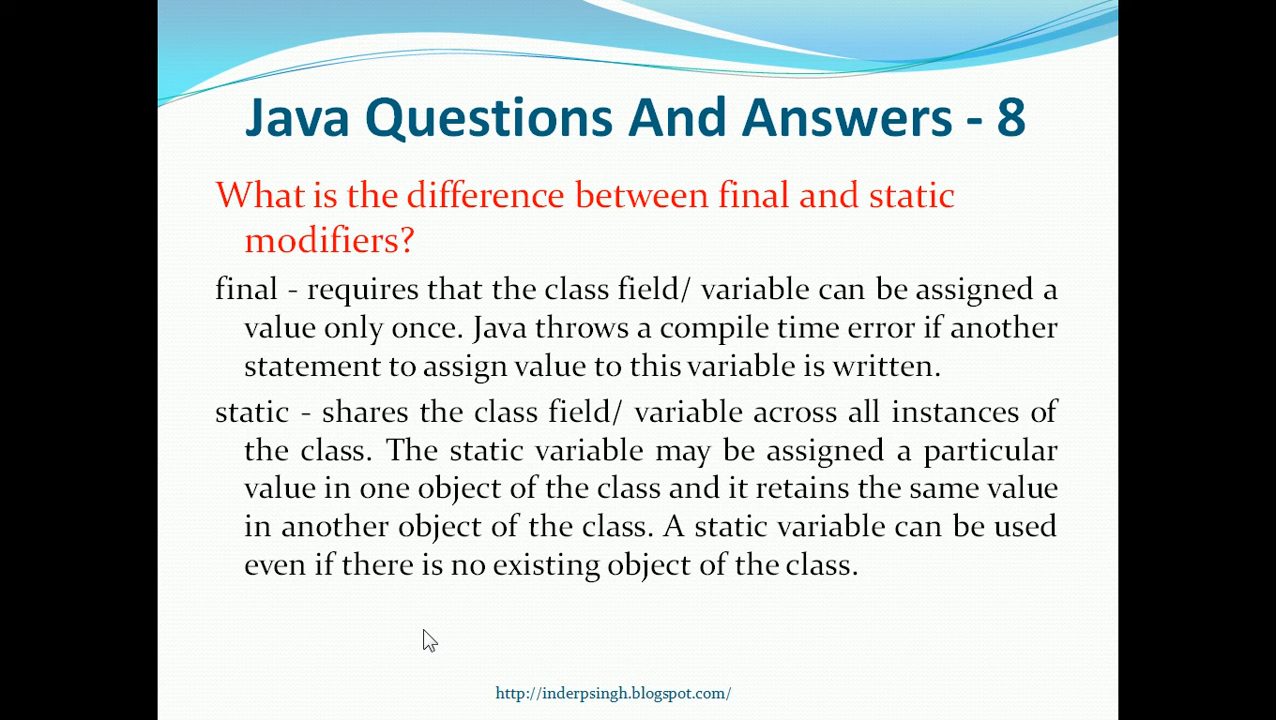 Java Questions And Answers - 8
What is the difference between final and static
modifiers?
final - requires that the class field/ variable can be assigned a
value only once. Java throws a compile time error if another
statement to assign value to this variable is written.
static - shares the class field/ variable across all instances of
the class. The static variable may be assigned a particular
value in one object of the class and it retains the same value
in another object of the class. A static variable can be used
even if there is no existing object of the class.
http://inderpsingh.blogspot.com/